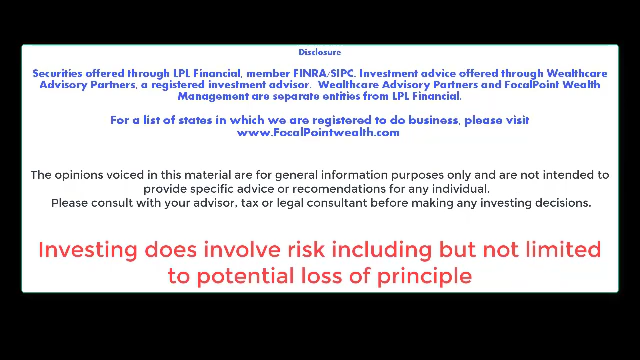 Disclosure
Securities offered through LPL Financial, member FINRA/SIPC. Investment advice offered through Wealthcare
Advisory Partners, a registered investment advisor. Wealthcare Advisory Partners and FocalPoint Wealth
Management are separate entities from LPL Financial.
For a list of states in which we are registered to do business, please visit
www.FocalPointwealth.com
The opinions voiced in this material are for general information purposes only and are not intended to
provide specific advice or recomendations for any individual.
Please consult with your advisor, tax or legal consultant before making any investing decisions.
Investing does involve risk including but not limited
to potential loss of principle